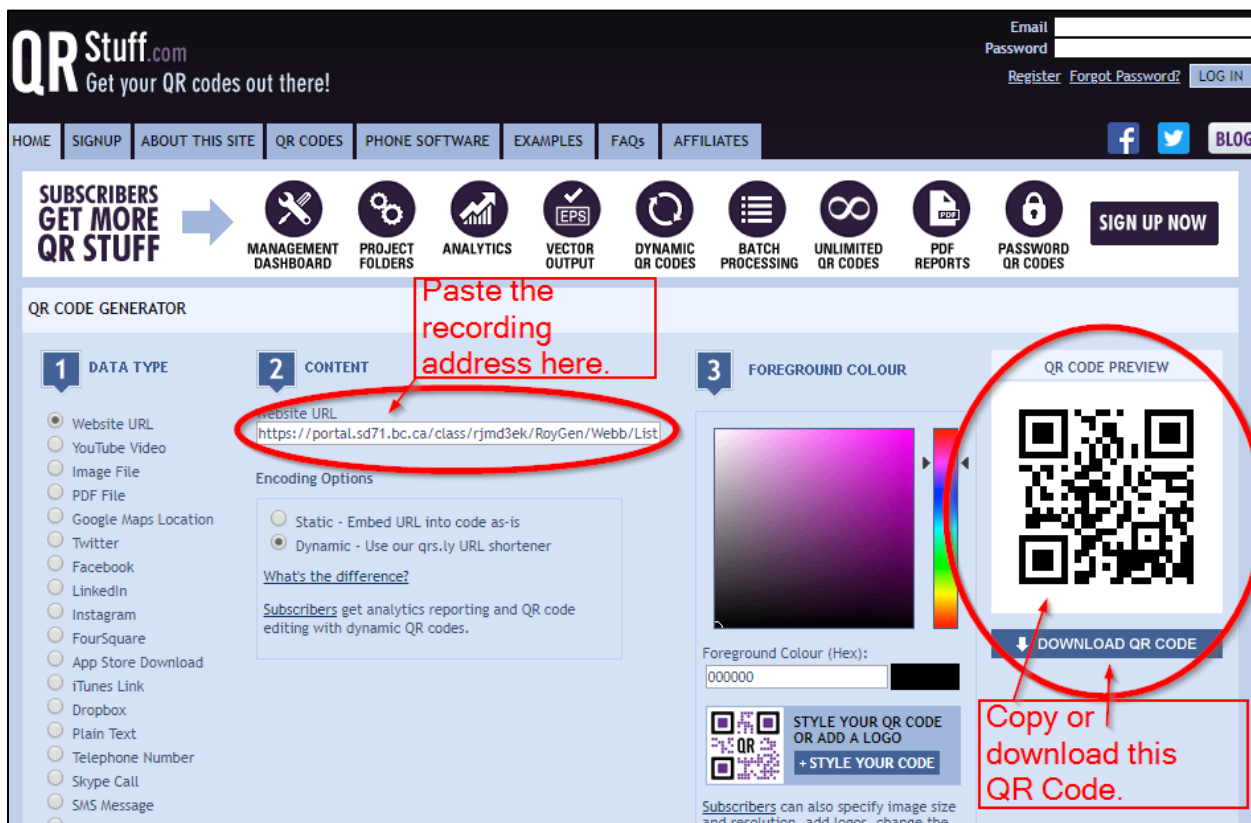 QR Stuff.com
Get your QR codes out there!
Email
Password
Register Forgot Password? LOG IN
HOME SIGNUP ABOUT THIS SITE QR CODES PHONE SOFTWARE EXAMPLES FAQs AFFILIATES
f BLOG
SUBSCRIBERS
GET MORE
QR STUFF
MANAGEMENT
DASHBOARD
PROJECT
FOLDERS
ANALYTICS
EPS
VECTOR
OUTPUT
DYNAMIC
QR CODES
BATCH
PROCESSING
UNLIMITED
QR CODES
PDF
PDF
REPORTS
PASSWORD
QR CODES
SIGN UP NOW
QR CODE GENERATOR
Paste the
recording
address here.
1 DATA TYPE
Website URL
YouTube Video
Image File
PDF File
Google Maps Location
Twitter
Facebook
LinkedIn
Instagram
FourSquare
App Store Download
iTunes Link
Dropbox
Plain Text
Telephone Number
Skype Call
SMS Message
2 CONTENT
Website URL
https://portal.sd71.bc.ca/class/rjmd3ek/RoyGen/Webb/List
Encoding Options
Static - Embed URL into code as-is
Dynamic - Use our qrs.ly URL shortener
What's the difference?
Subscribers get analytics reporting and QR code
editing with dynamic QR codes.
3 FOREGROUND COLOUR
Foreground Colour (Hex):
000000
QR
STYLE YOUR QR CODE
OR ADD A LOGO
+ STYLE YOUR CODE
Subscribers can also specify image size
and resolution, add logos, change the
QR CODE PREVIEW
DOWNLOAD QR CODE
Copy or
download this
QR Code.